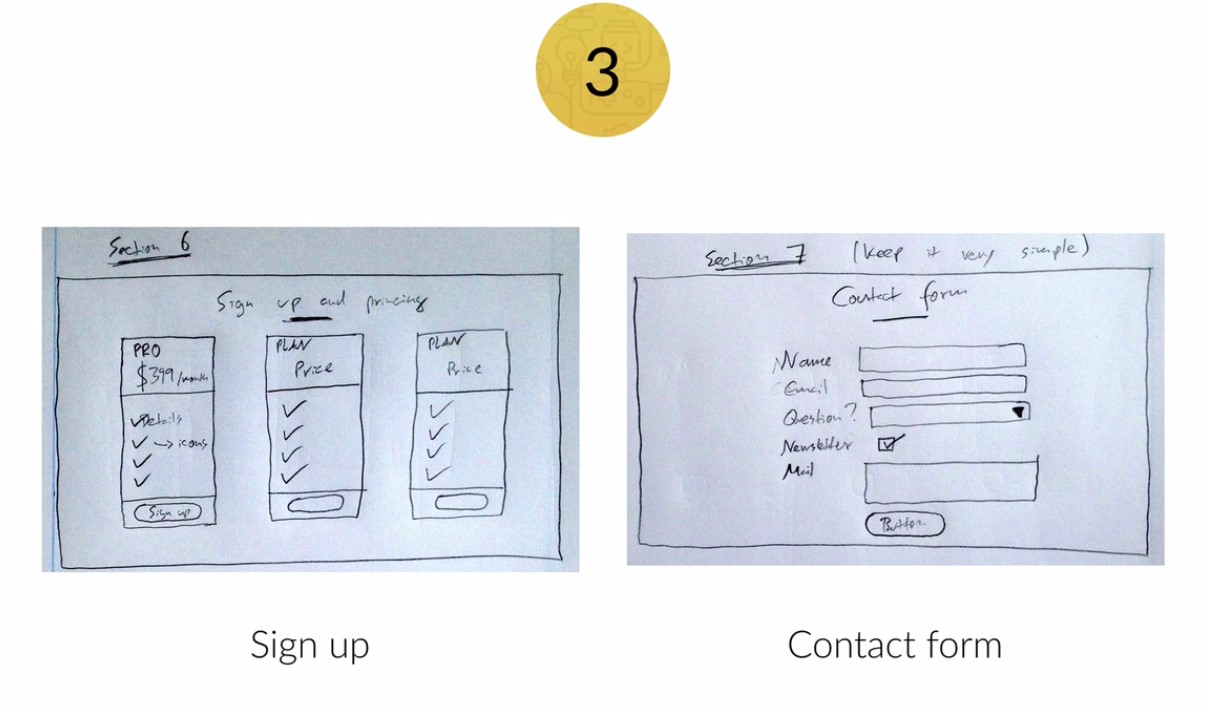 3
Section 6
Sign up and pricing
PRO
$399/month
Details
→ icons
Sign up
PLAN
Price
PLAN
Price
Section 7 (keep it very simple)
Contact form
Name
Email
Question?
Newsletter
Mail
Button
Sign up
Contact form